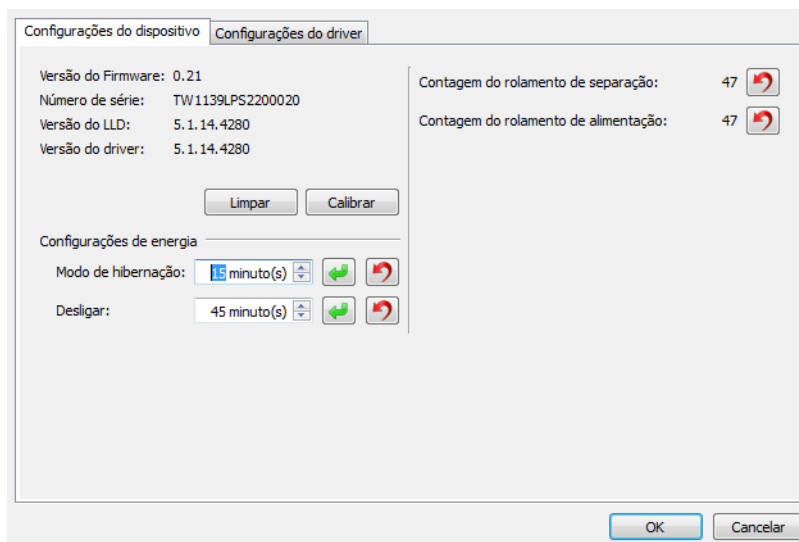 Configurações do dispositivo
Configurações do driver
Versão do Firmware: 0.21
Número de série: TW1139LPS2200020
Versão do LLD: 5.1.14.4280
Versão do driver: 5.1.14.4280
Limpar
Calibrar
Configurações de energia
Modo de hibernação: 15 minuto(s)
Desligar: 45 minuto(s)
Contagem do rolamento de separação: 47
Contagem do rolamento de alimentação: 47
OK
Cancelar